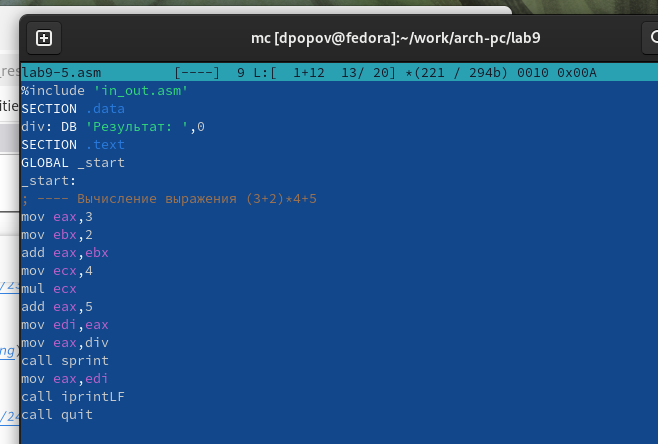 mc [dpopov@fedora]:~/work/arch-pc/lab9
lab9-5.asm [----] 9 L:[ 1+12 13/ 20] *(221 / 294b) 0010 0x00A
%include 'in_out.asm'
SECTION .data
div: DB 'Результат: ',0
SECTION .text
GLOBAL _start
_start:
; ---- Вычисление выражения (3+2)*4+5
mov eax,3
mov ebx,2
add eax,ebx
mov ecx,4
mul ecx
add eax,5
mov edi,eax
mov eax,div
call sprint
mov eax,edi
call iprintLF
call quit